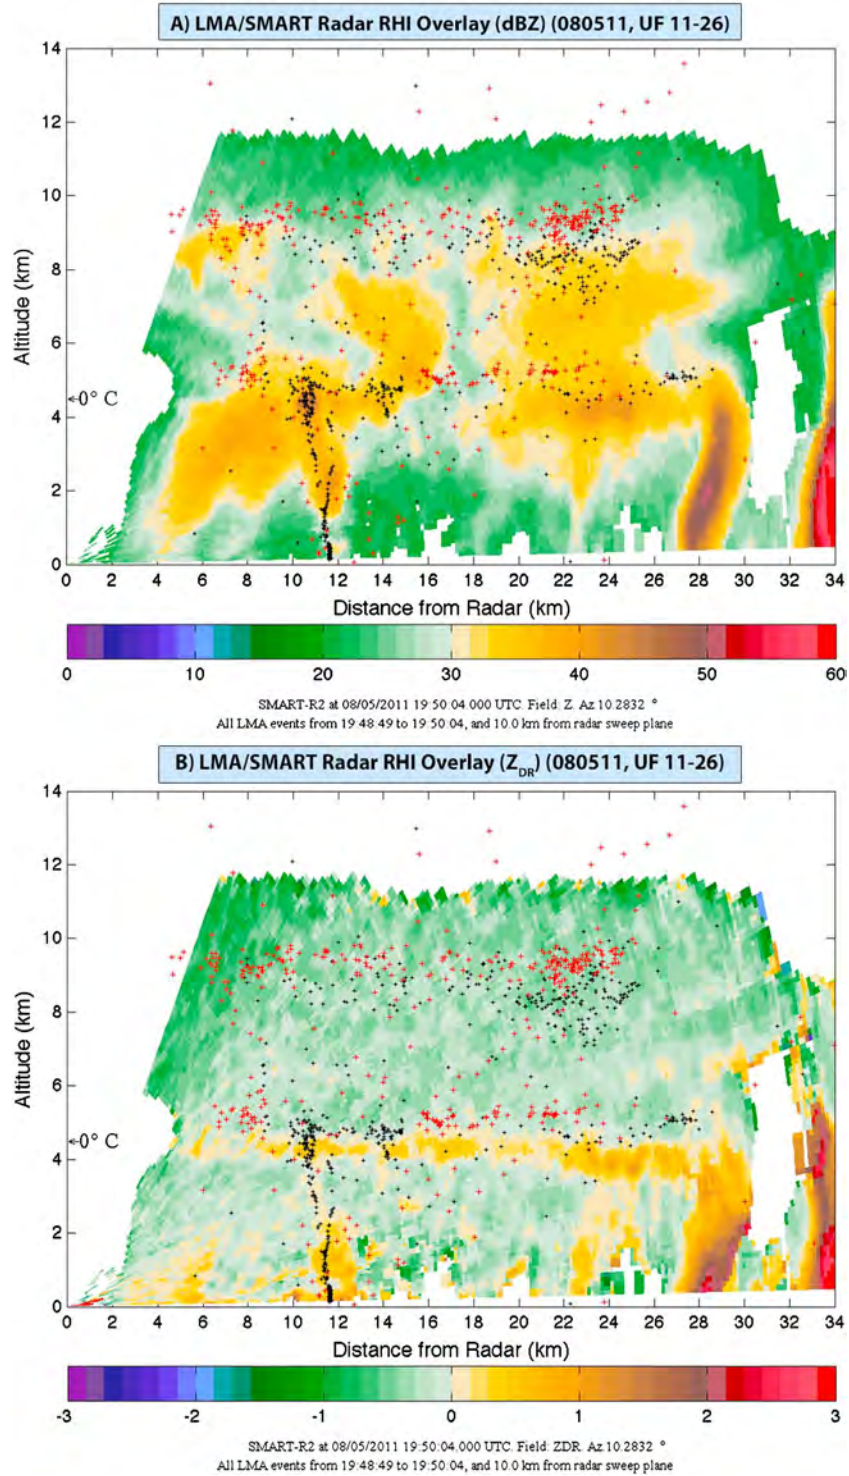 A) LMA/SMART Radar RHI Overlay (dBZ) (080511, UF 11-26)
14
12
10
8
6
4
2
0
Altitude (km)
←0° C
0 2 4 6 8 10 12 14 16 18 20 22 24 26 28 30 32 34
Distance from Radar (km)
0 10 20 30 40 50 60
SMART-R2 at 08/05/2011 19:50:04.000 UTC. Field: Z. Az 10.2832 °
All LMA events from 19:48:49 to 19:50:04, and 10.0 km from radar sweep plane
B) LMA/SMART Radar RHI Overlay (ZDR) (080511, UF 11-26)
14
12
10
8
6
4
2
0
Altitude (km)
←0° C
0 2 4 6 8 10 12 14 16 18 20 22 24 26 28 30 32 34
Distance from Radar (km)
-3 -2 -1 0 1 2 3
SMART-R2 at 08/05/2011 19:50:04.000 UTC. Field: ZDR. Az 10.2832 °
All LMA events from 19:48:49 to 19:50:04, and 10.0 km from radar sweep plane